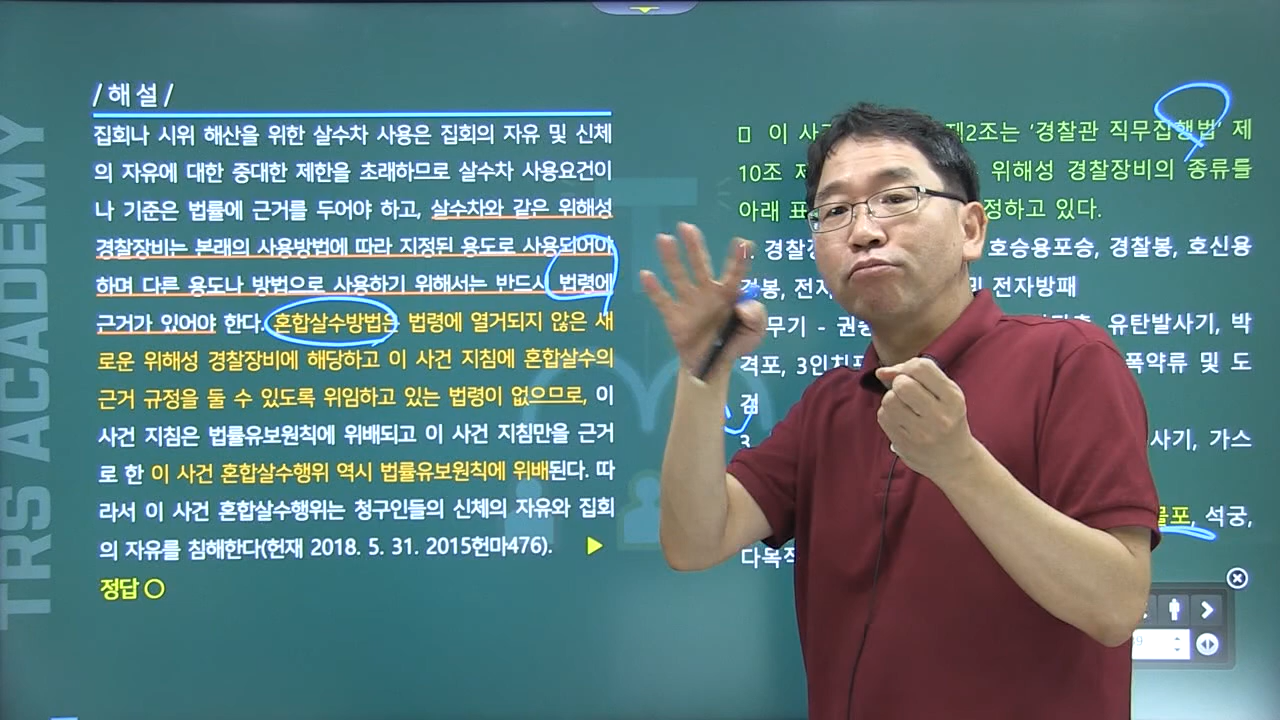 / 해 설 /
집회나 시위 해산을 위한 살수차 사용은 집회의 자유 및 신체
의 자유에 대한 중대한 제한을 초래하므로 살수차 사용요건이
나 기준은 법률에 근거를 두어야 하고, 살수차와 같은 위해성
경찰장비는 본래의 사용방법에 따라 지정된 용도로 사용되어야
하며 다른 용도나 방법으로 사용하기 위해서는 반드시 법령에
근거가 있어야 한다. 혼합살수방법은 법령에 열거되지 않은 새
로운 위해성 경찰장비에 해당하고 이 사건 지침에 혼합살수의
근거 규정을 둘 수 있도록 위임하고 있는 법령이 없으므로, 이
사건 지침은 법률유보원칙에 위배되고 이 사건 지침만을 근거
로 한 이 사건 혼합살수행위 역시 법률유보원칙에 위배된다. 따
라서 이 사건 혼합살수행위는 청구인들의 신체의 자유와 집회
의 자유를 침해한다(헌재 2018. 5. 31. 2015헌마476). ▶
정답 ○
□ 이 제2조는 '경찰관 직무집행법' 제
10조 위해성 경찰장비의 종류를
아래 정하고 있다.
1. 호승용포승, 경찰봉, 호신용
전자방패
무기 - 유탄발사기, 박
격포, 폭약류 및 도
검
3. 가스
물포, 석궁,
TRS ACADEMY